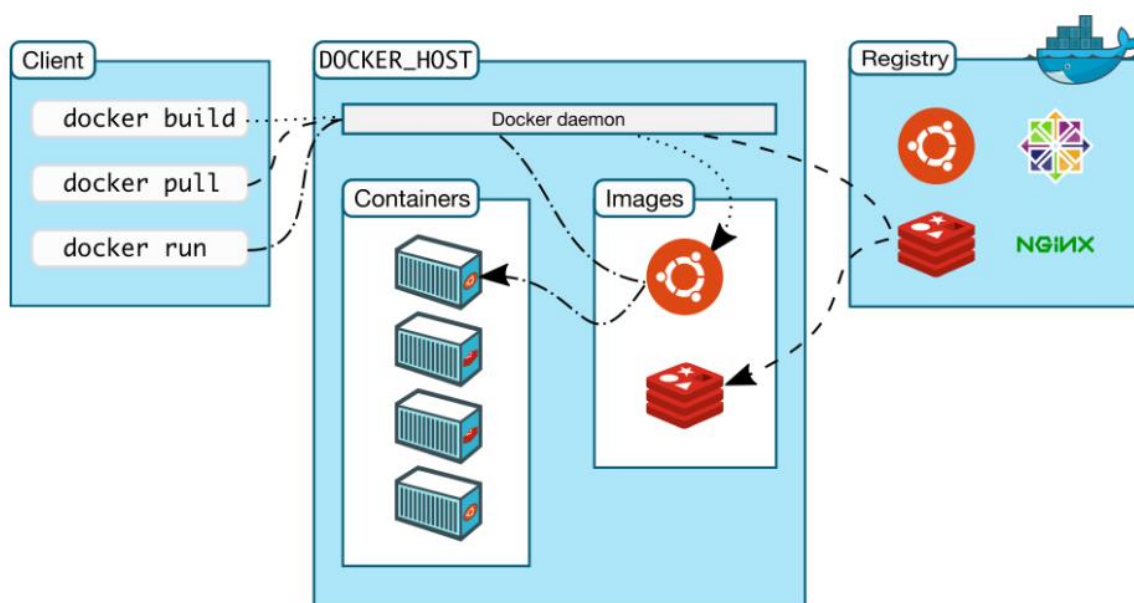 Client
docker build
docker pull
docker run
DOCKER_HOST
Docker daemon
Containers
Images
Registry
NGiNX